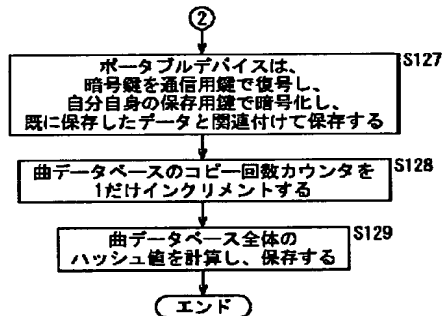 ②
ポータブルデバイスは、
暗号鍵を通信用鍵で復号し、
自分自身の保存用鍵で暗号化し、
既に保存したデータと関連付けて保存する
S127
曲データベースのコピー回数カウンタを
1だけインクリメントする
S128
曲データベース全体の
ハッシュ値を計算し、保存する
S129
エンド